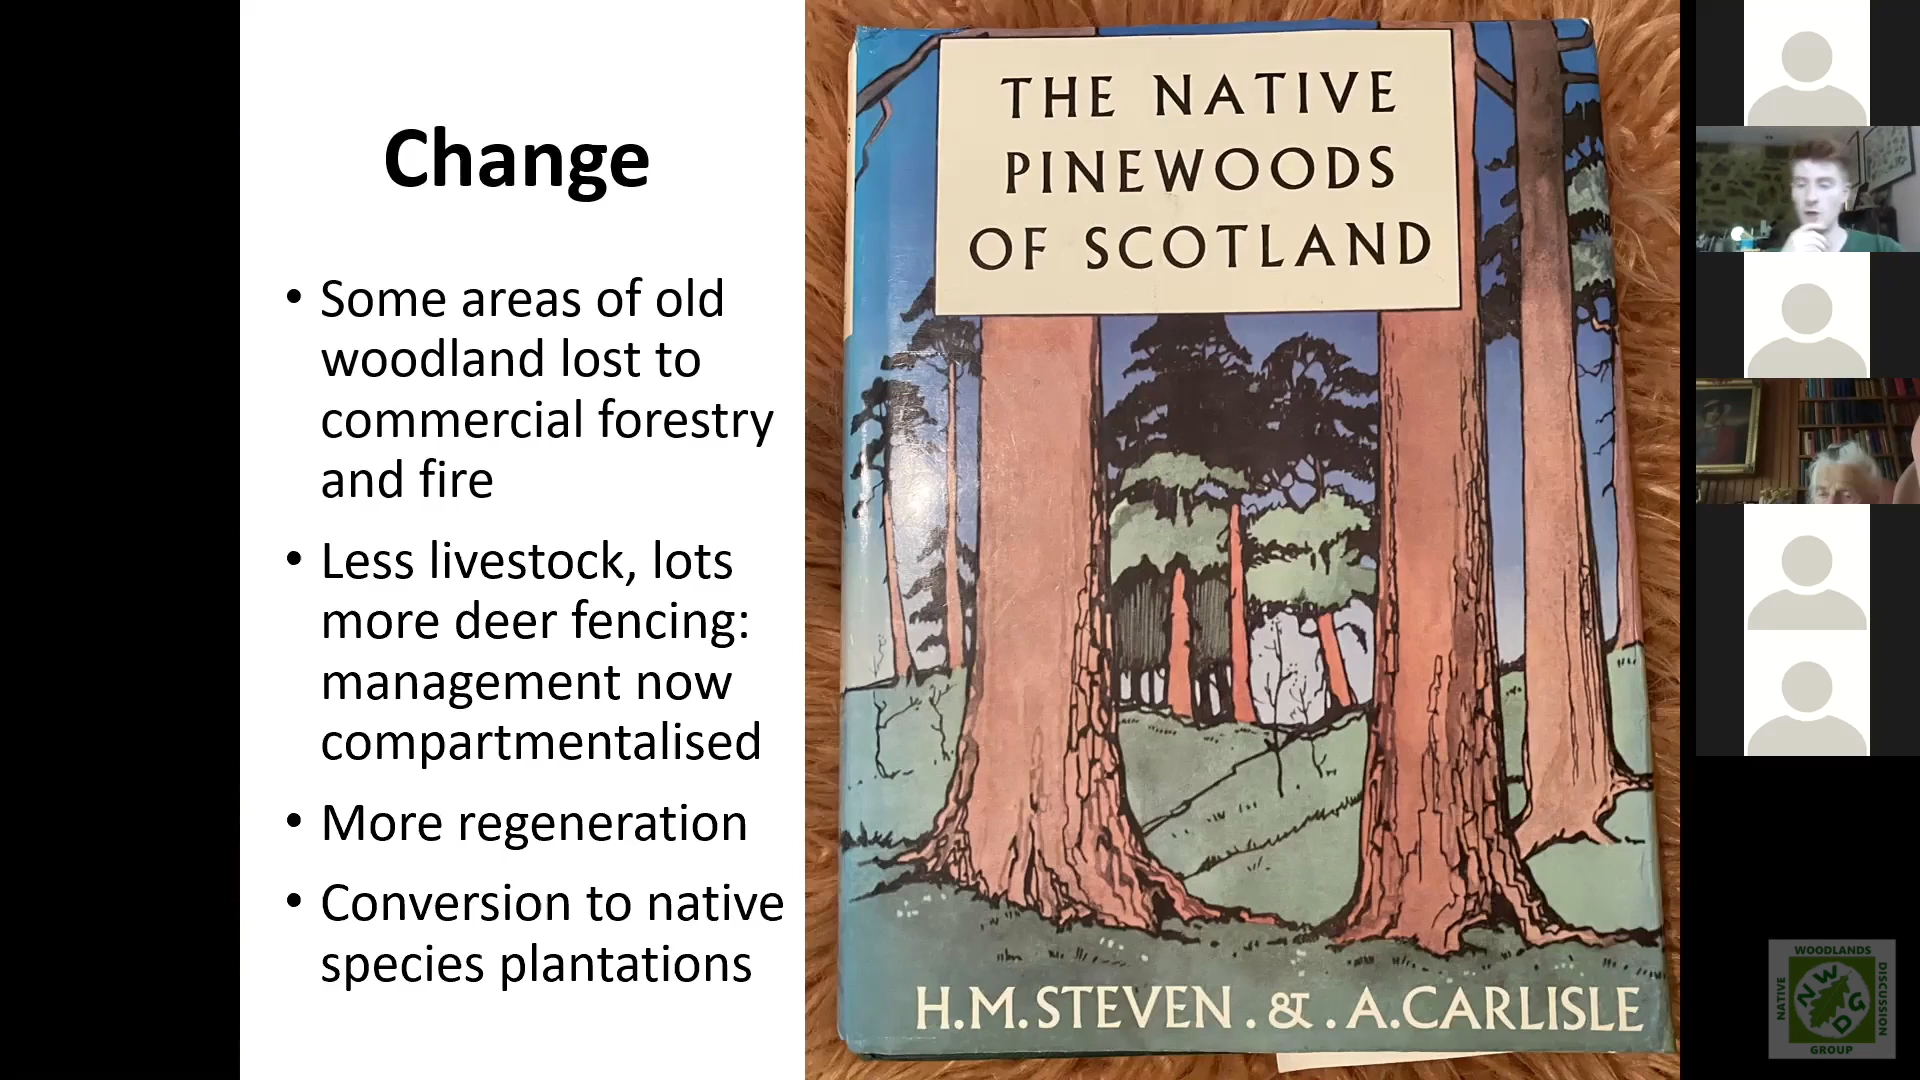 Change
• Some areas of old
woodland lost to
commercial forestry
and fire
• Less livestock, lots
more deer fencing:
management now
compartmentalised
• More regeneration
• Conversion to native
species plantations
THE NATIVE
PINEWOODS
OF SCOTLAND
H.M. STEVEN . & . A. CARLISLE
WOODLANDS
NATIVE
NWDG
DISCUSSION
GROUP